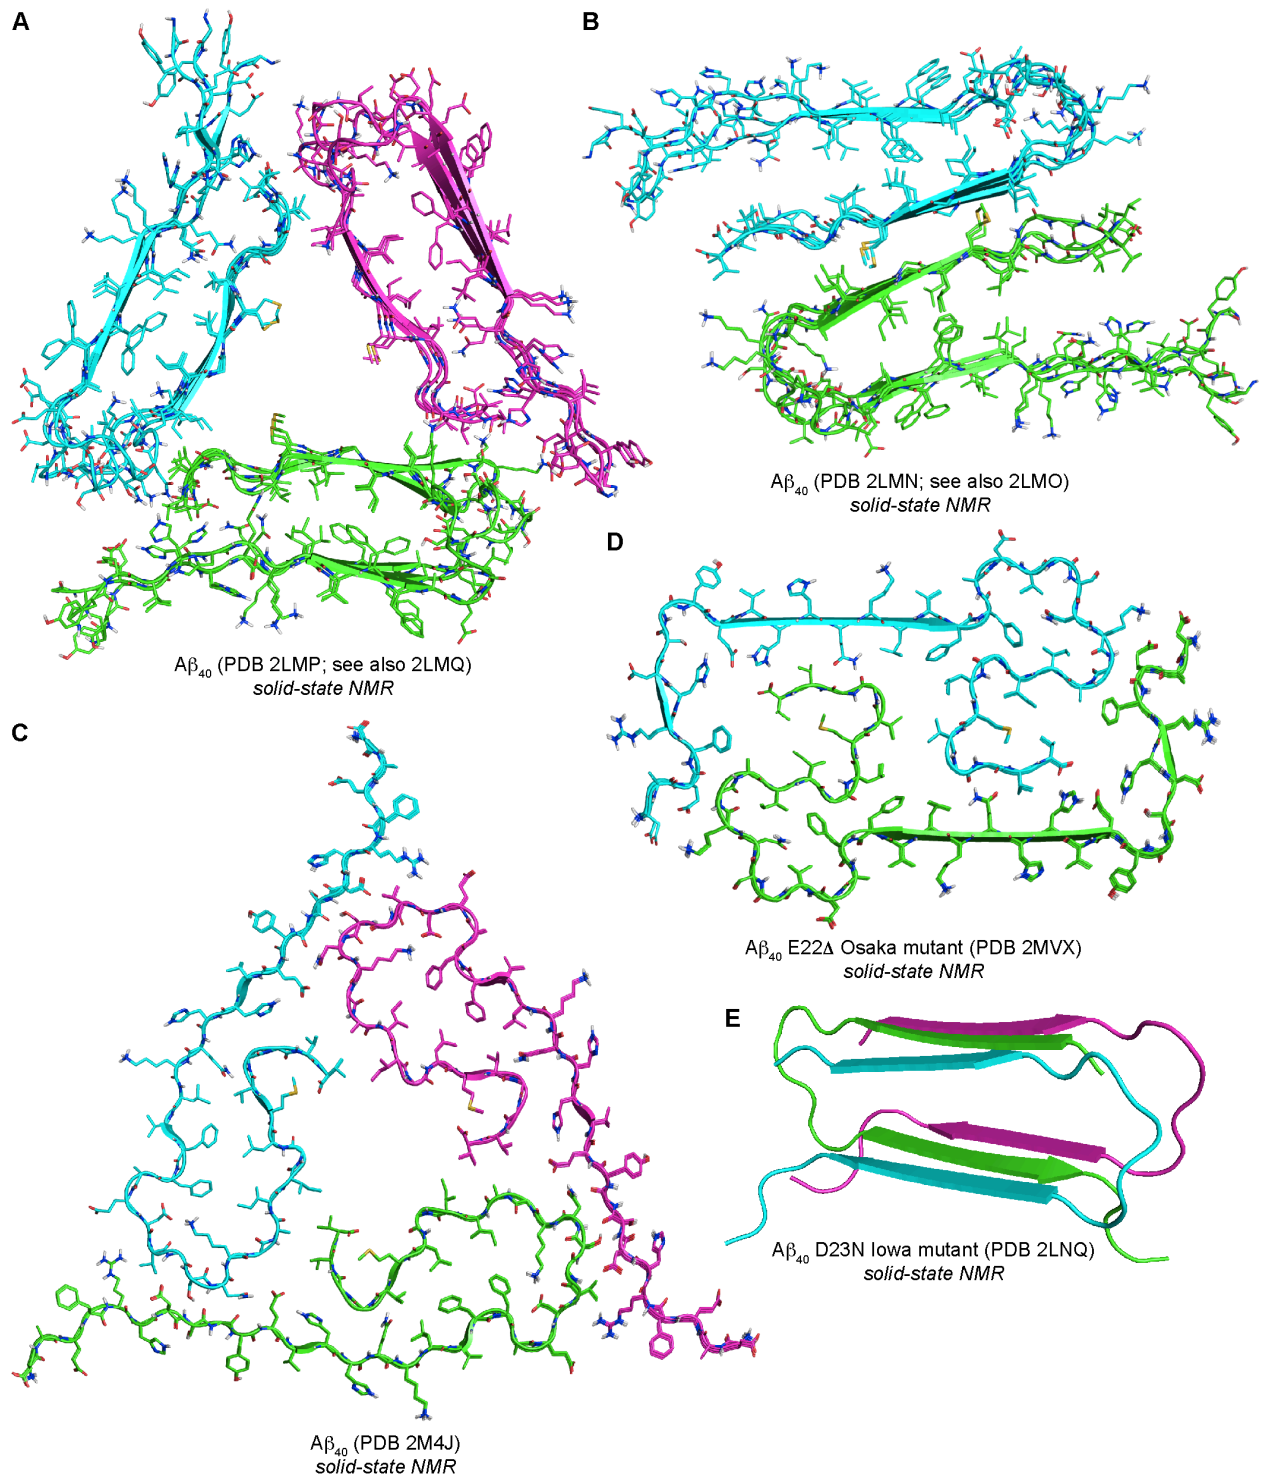 A
B
Aβ40 (PDB 2LMN; see also 2LMO)
solid-state NMR
D
Aβ40 (PDB 2LMP; see also 2LMQ)
solid-state NMR
C
Aβ40 E22Δ Osaka mutant (PDB 2MVX)
solid-state NMR
E
Aβ40 D23N Iowa mutant (PDB 2LNQ)
solid-state NMR
Aβ40 (PDB 2M4J)
solid-state NMR